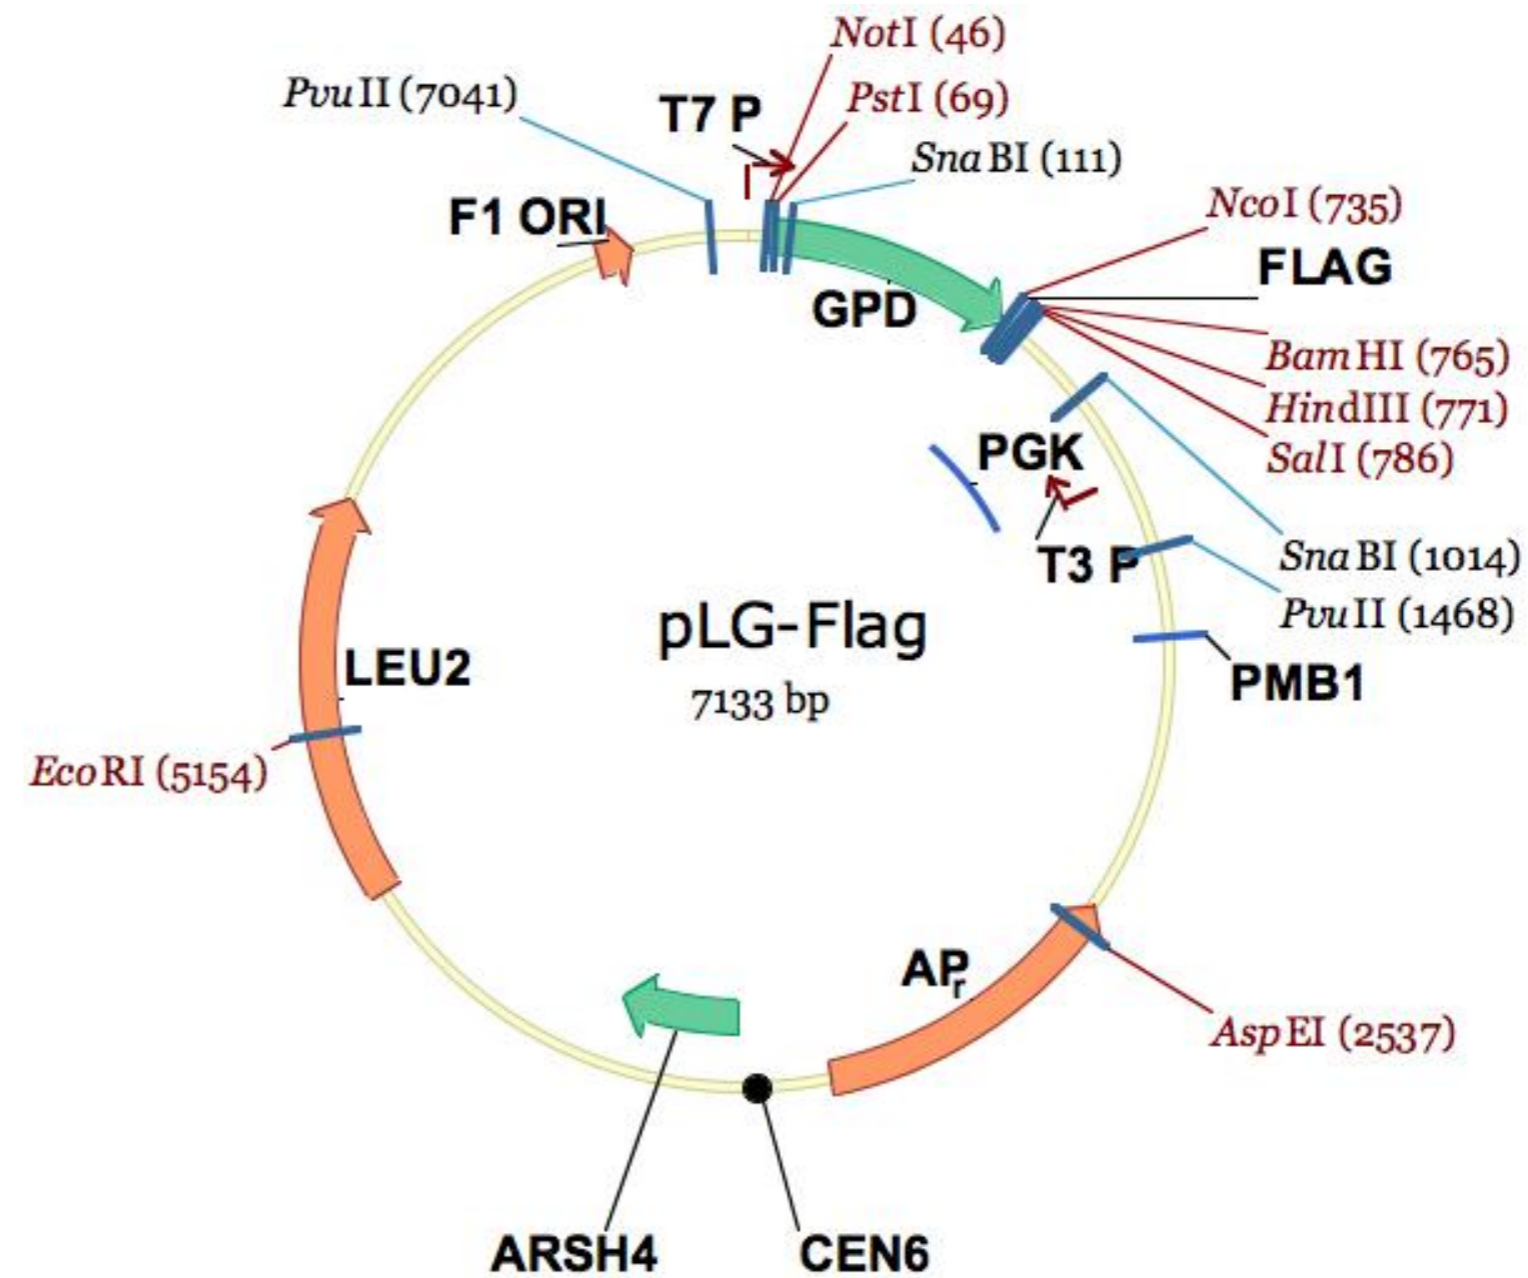 NotI (46)
PvuII (7041)
T7 P
PstI (69)
SnaBI (111)
F1 ORI
NcoI (735)
FLAG
GPD
BamHI (765)
HindIII (771)
SalI (786)
PGK
T3 P
SnaBI (1014)
PvuII (1468)
pLG-Flag
7133 bp
PMB1
LEU2
EcoRI (5154)
APr
AspEI (2537)
ARSH4
CEN6